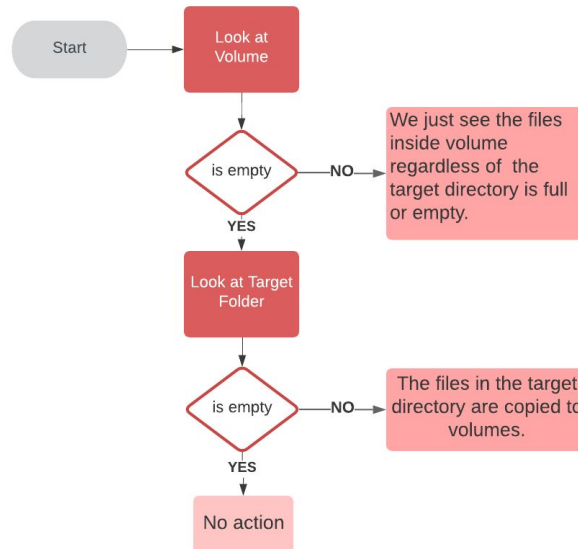 Start
Look at
Volume
is empty
NO
We just see the files
inside volume
regardless of the
target directory is full
or empty.
YES
Look at Target
Folder
is empty
NO
The files in the target
directory are copied to
volumes.
YES
No action